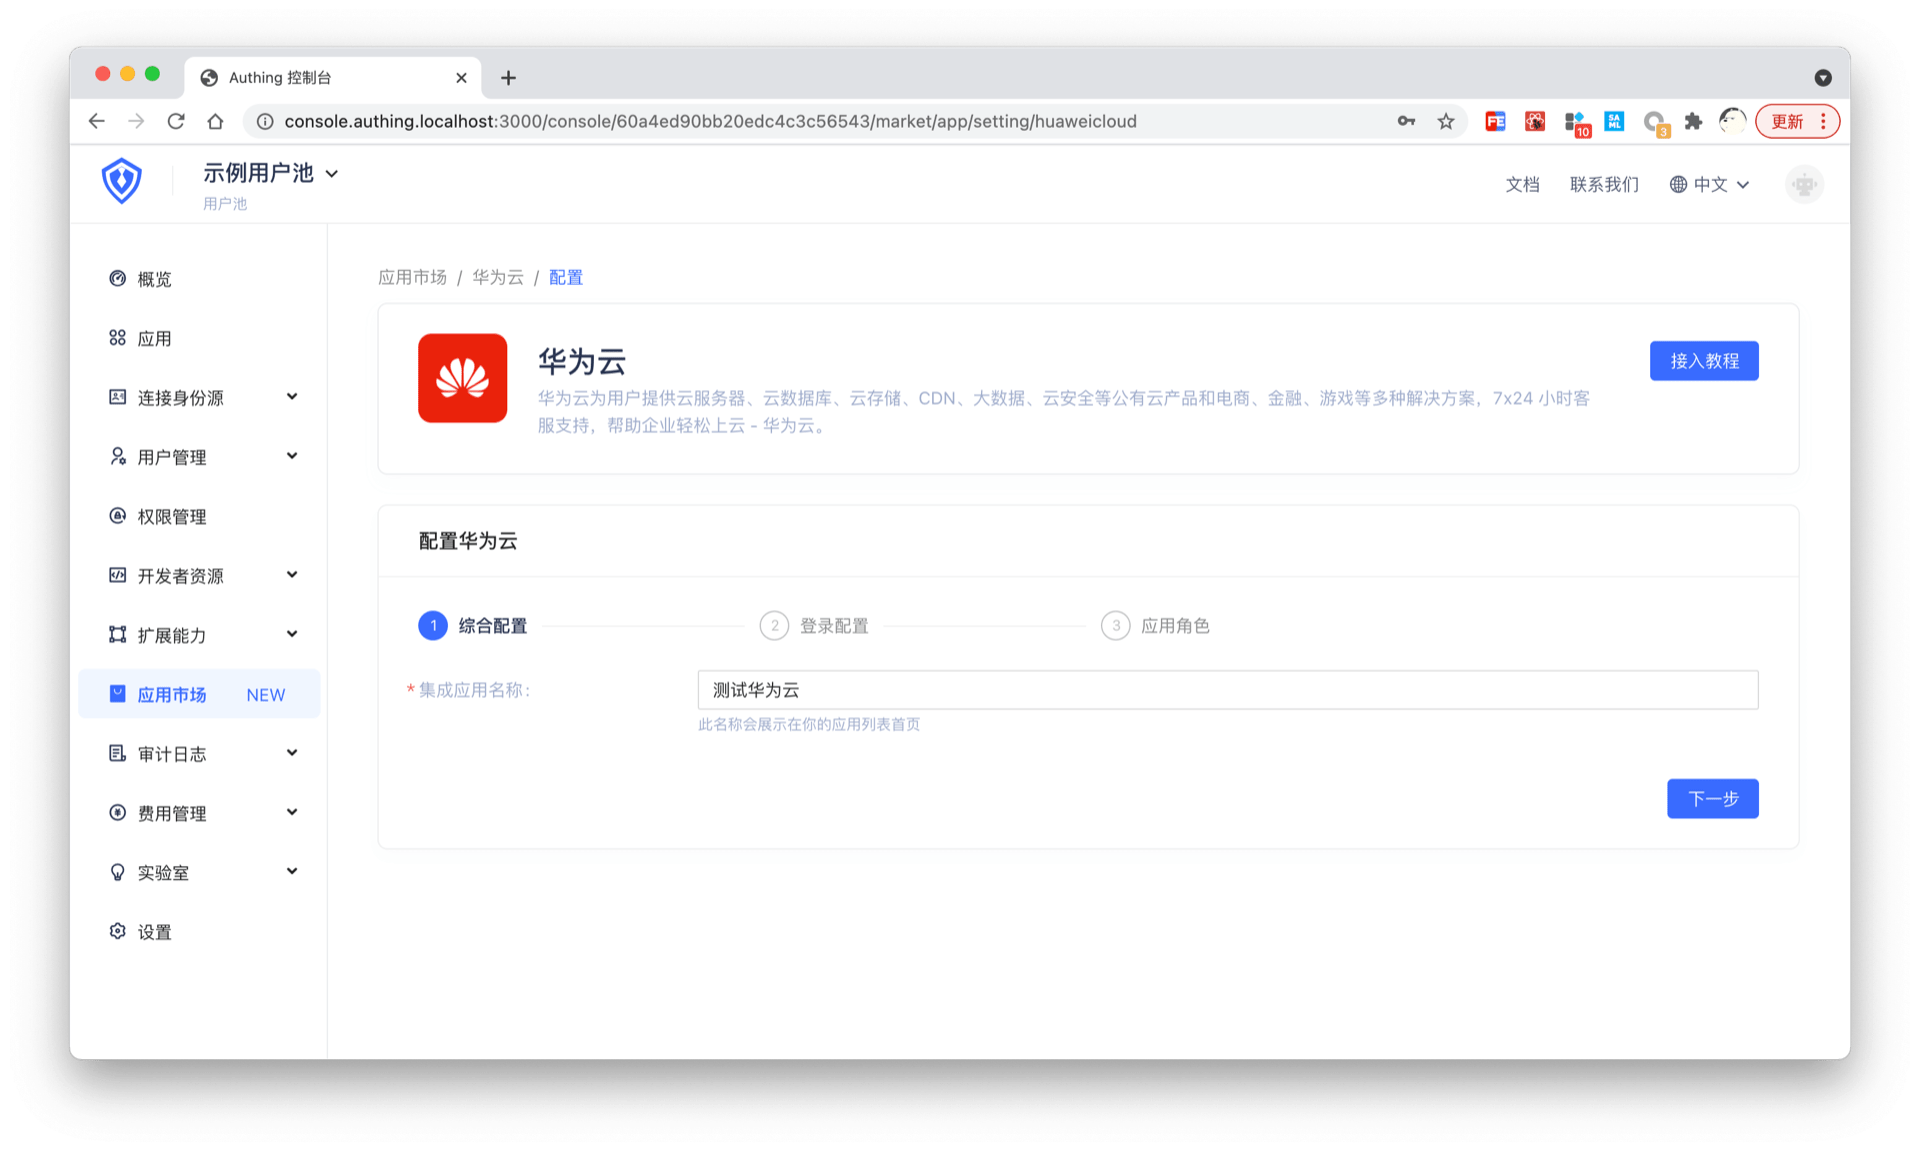 Authing 控制台
console.authing.localhost:3000/console/60a4ed90bb20edc4c3c56543/market/app/setting/huaweicloud
FE
10
SA
ML
3
更新
示例用户池
用户池
文档
联系我们
中文
概览
应用
连接身份源
用户管理
权限管理
开发者资源
扩展能力
应用市场 NEW
审计日志
费用管理
实验室
设置
应用市场 / 华为云 / 配置
华为云
接入教程
华为云为用户提供云服务器、云数据库、云存储、CDN、大数据、云安全等公有云产品和电商、金融、游戏等多种解决方案，7x24 小时客
服支持，帮助企业轻松上云 - 华为云。
配置华为云
1 综合配置
2 登录配置
3 应用角色
* 集成应用名称:
测试华为云
此名称会展示在你的应用列表首页
下一步